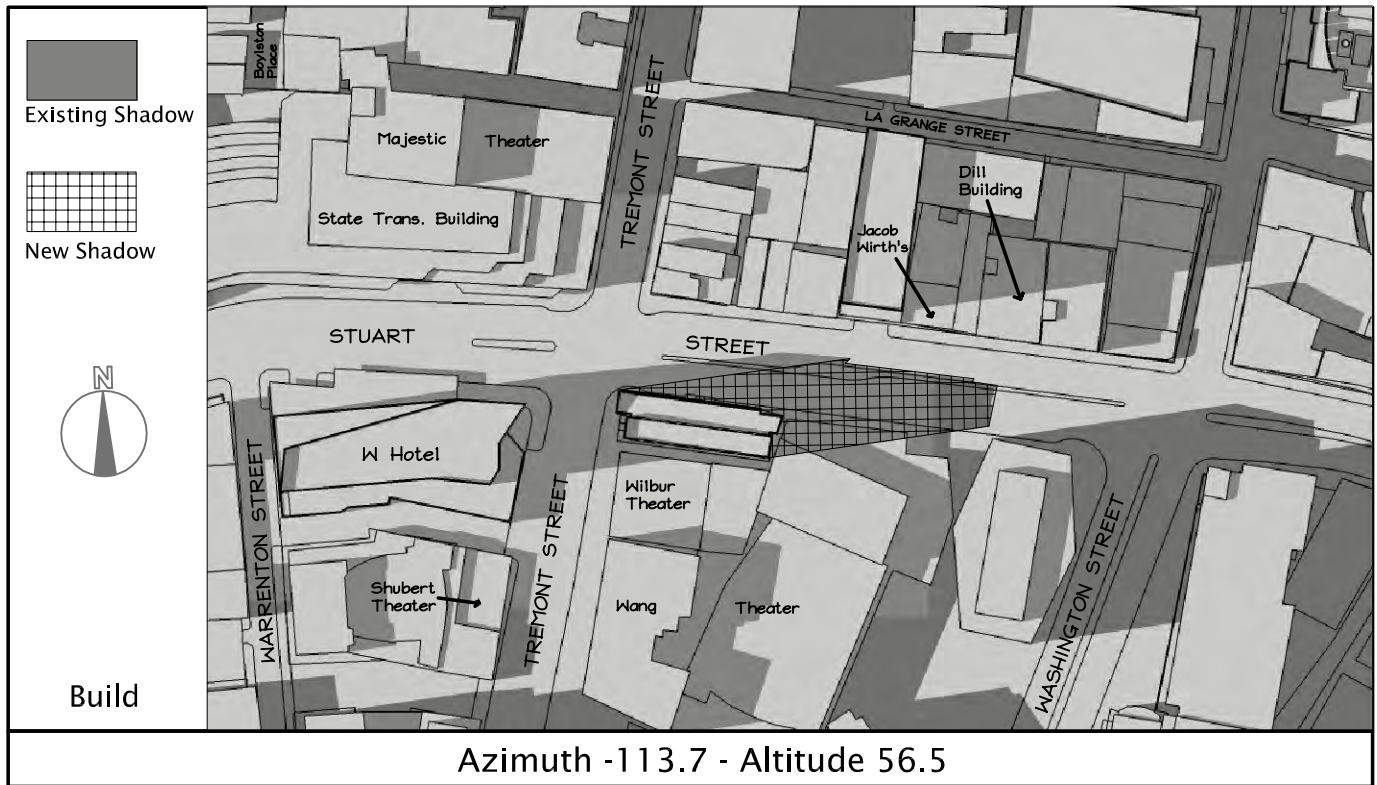 Existing Shadow
New Shadow
N
Build
Boylston
Place
Majestic
Theater
State Trans. Building
TREMONT STREET
LA GRANGE STREET
Dill
Building
Jacob
Wirth's
STUART
STREET
W Hotel
WARRENTON STREET
Shubert
Theater
TREMONT STREET
Wilbur
Theater
Wang
Theater
WASHINGTON STREET
Azimuth -113.7 - Altitude 56.5